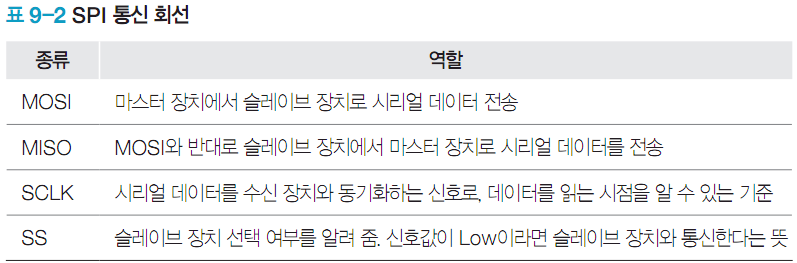 표 9-2 SPI 통신 회선
종류 역할
MOSI 마스터 장치에서 슬레이브 장치로 시리얼 데이터 전송
MISO MOSI와 반대로 슬레이브 장치에서 마스터 장치로 시리얼 데이터를 전송
SCLK 시리얼 데이터를 수신 장치와 동기화하는 신호로, 데이터를 읽는 시점을 알 수 있는 기준
SS 슬레이브 장치 선택 여부를 알려 줌. 신호값이 Low이라면 슬레이브 장치와 통신한다는 뜻